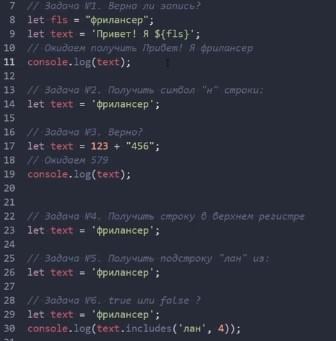 7 // Задача №1. Верна ли запись?
8 let fls = "фрилансер";
9 let text = 'Привет! Я ${fls}';
10 // Ожидаем получить Привет! Я фрилансер
11 console.log(text);
12
13 // Задача №2. Получить символ "н" строки:
14 let text = 'фрилансер';
15
16 // Задача №3. Верно?
17 let text = 123 + "456";
18 // Ожидаем 579
19 console.log(text);
20
21
22 // Задача №4. Получить строку в верхнем регистре
23 let text = 'фрилансер';
24
25 // Задача №5. Получить подстроку "лан" из:
26 let text = 'фрилансер';
27
28 // Задача №6. true или false ?
29 let text = 'фрилансер';
30 console.log(text.includes('лан', 4));